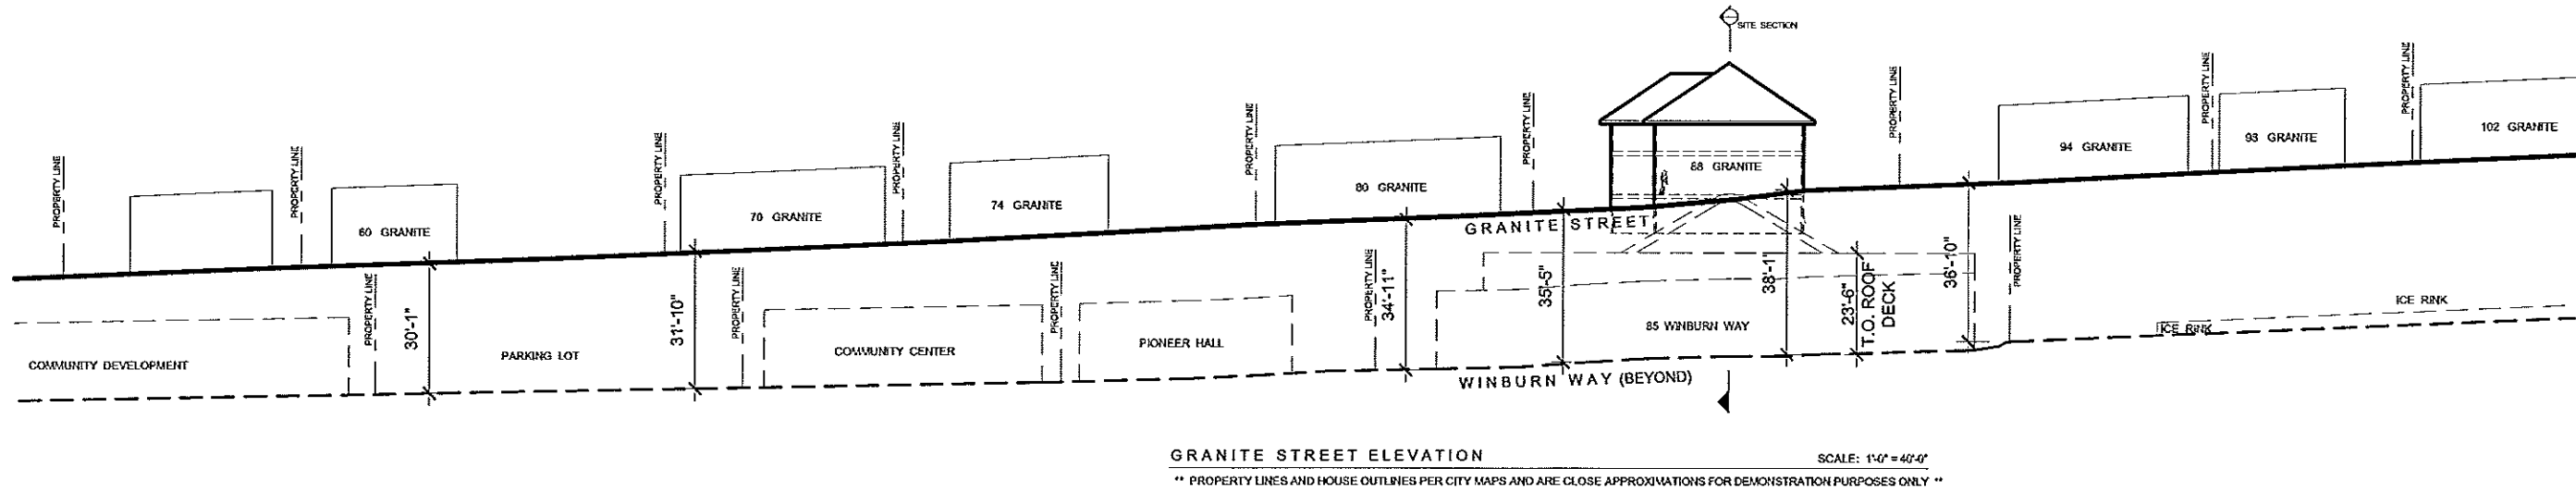 SITE SECTION
PROPERTY LINE
PROPERTY LINE
PROPERTY LINE
PROPERTY LINE
PROPERTY LINE
PROPERTY LINE
PROPERTY LINE
PROPERTY LINE
PROPERTY LINE
60 GRANITE
70 GRANITE
74 GRANITE
80 GRANITE
88 GRANITE
94 GRANITE
93 GRANITE
102 GRANITE
GRANITE STREET
PROPERTY LINE
PROPERTY LINE
PROPERTY LINE
PROPERTY LINE
PROPERTY LINE
30'-1"
31'-10"
34'-11"
35'-5"
38'-1"
23'-6"
T.O. ROOF
DECK
36'-10"
COMMUNITY DEVELOPMENT
PARKING LOT
COMMUNITY CENTER
PIONEER HALL
85 WINBURN WAY
ICE RINK
ICE RINK
WINBURN WAY (BEYOND)
GRANITE STREET ELEVATION
SCALE: 1'-0" = 40'-0"
** PROPERTY LINES AND HOUSE OUTLINES PER CITY MAPS AND ARE CLOSE APPROXIMATIONS FOR DEMONSTRATION PURPOSES ONLY **